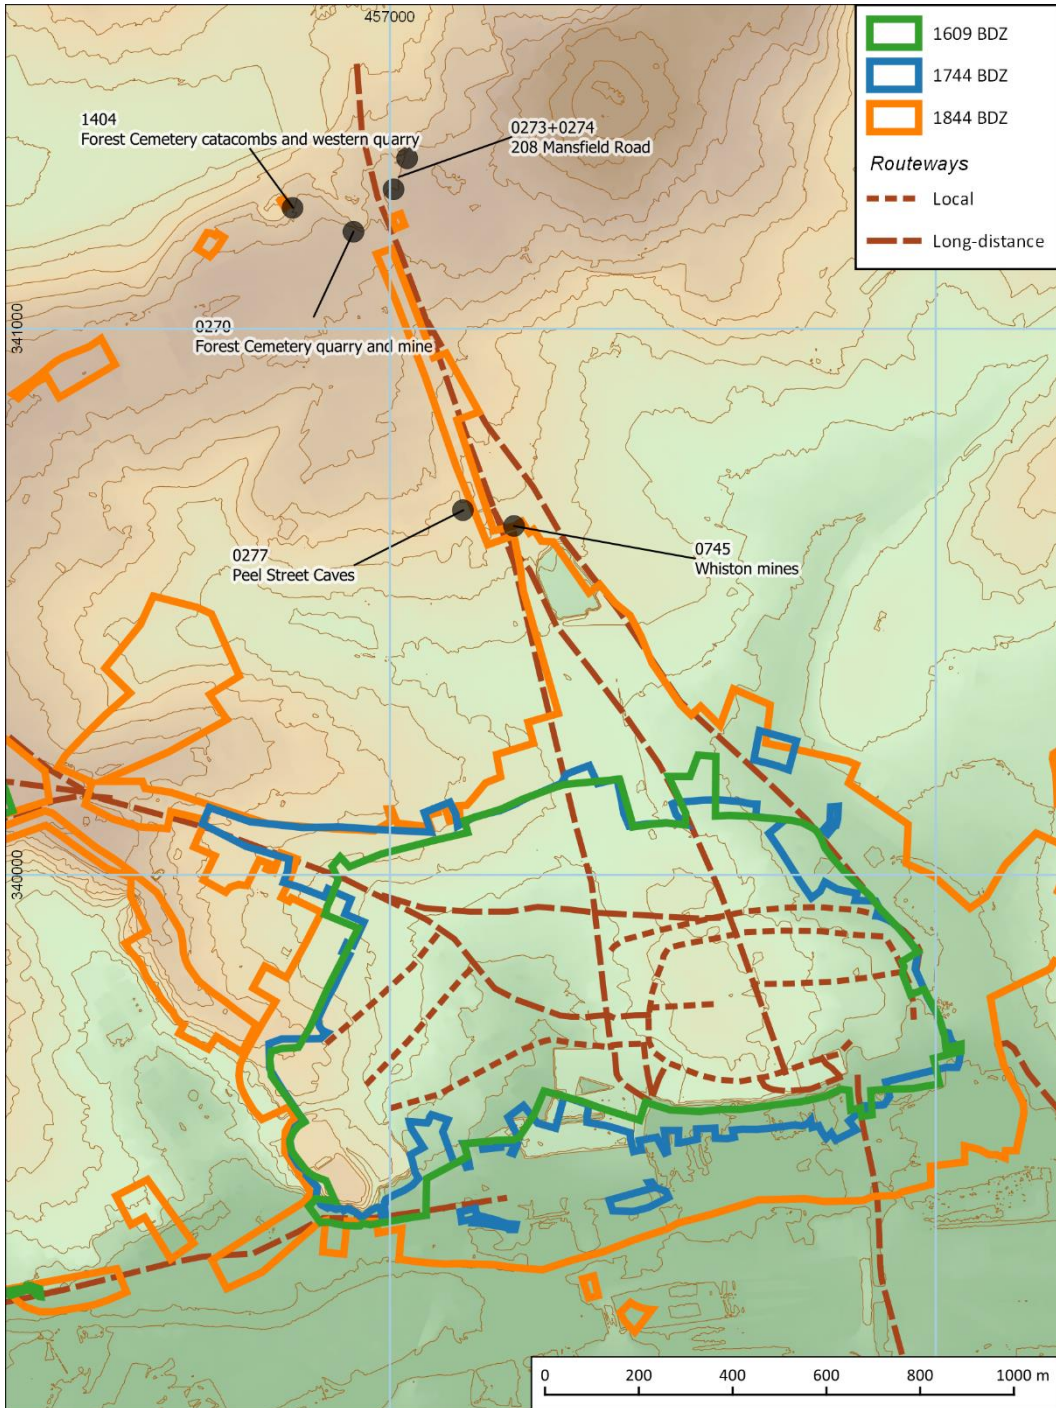 457000
1609 BDZ
1744 BDZ
1844 BDZ
Routeways
Local
Long-distance
1404
Forest Cemetery catacombs and western quarry
0273+0274
208 Mansfield Road
341000
0270
Forest Cemetery quarry and mine
0277
Peel Street Caves
0745
Whiston mines
340000
0 200 400 600 800 1000 m